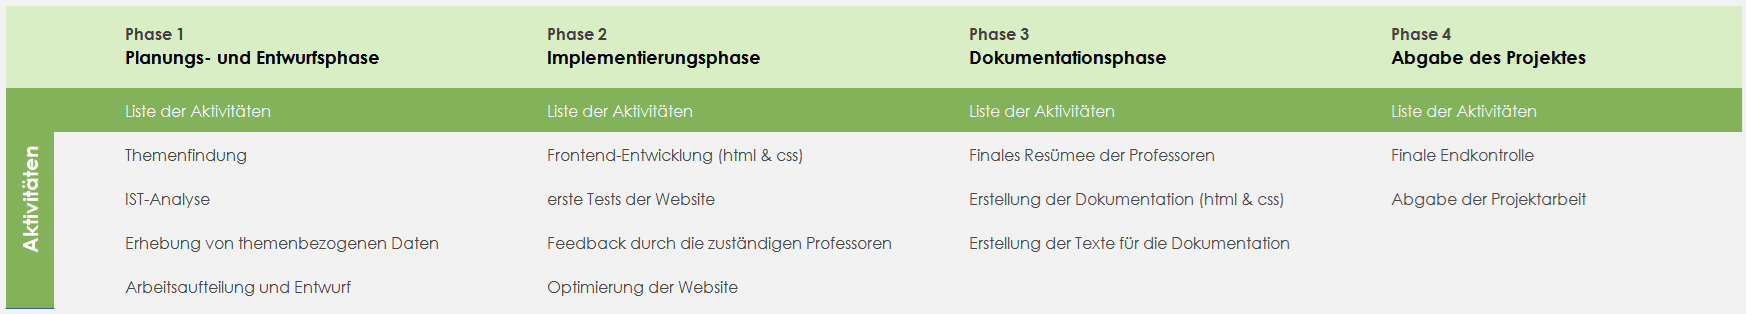 Phase 1
Planungs- und Entwurfsphase
Phase 2
Implementierungsphase
Phase 3
Dokumentationsphase
Phase 4
Abgabe des Projektes
Aktivitäten
Liste der Aktivitäten
Liste der Aktivitäten
Liste der Aktivitäten
Liste der Aktivitäten
Themenfindung
Frontend-Entwicklung (html & css)
Finales Resümee der Professoren
Finale Endkontrolle
IST-Analyse
erste Tests der Website
Erstellung der Dokumentation (html & css)
Abgabe der Projektarbeit
Erhebung von themenbezogenen Daten
Feedback durch die zuständigen Professoren
Erstellung der Texte für die Dokumentation
Arbeitsaufteilung und Entwurf
Optimierung der Website